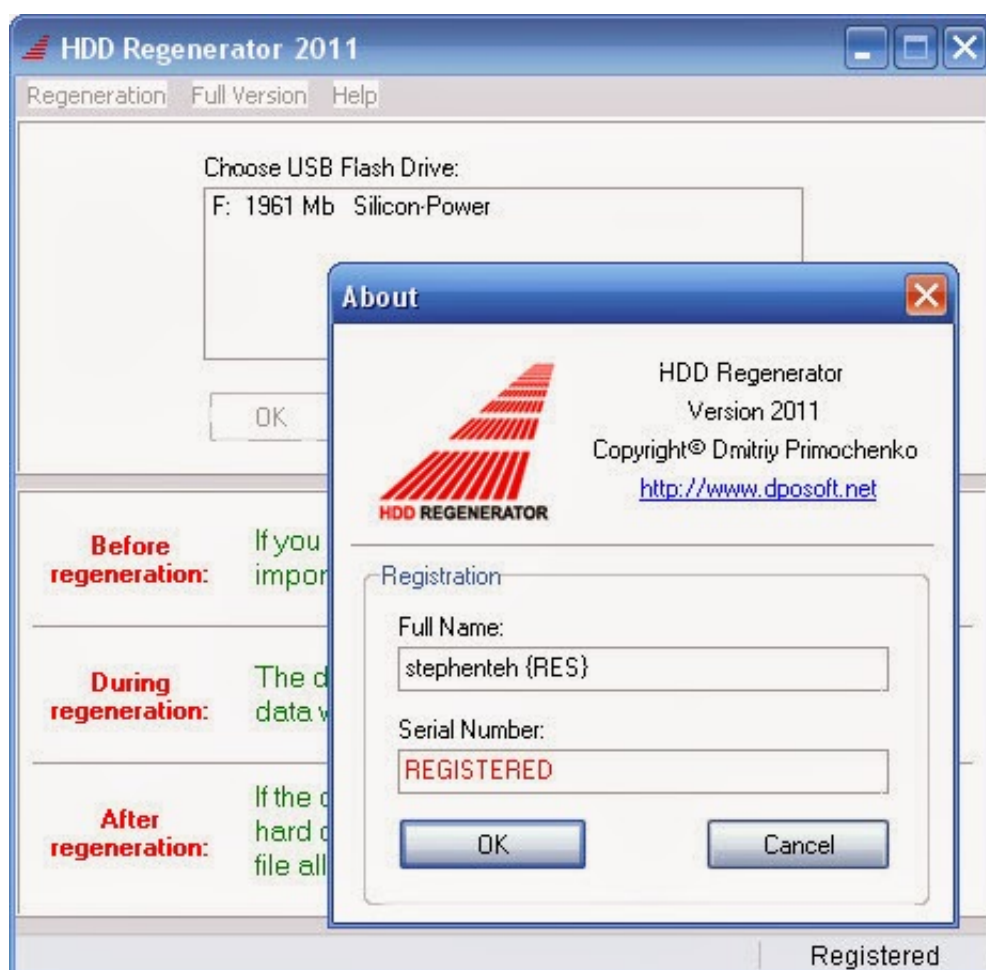 HDD Regenerator 2011
Regeneration Full Version Help
Choose USB Flash Drive:
F: 1961 Mb Silicon-Power
OK
About
HDD REGENERATOR
HDD Regenerator
Version 2011
Copyright© Dmitriy Primochenko
http://www.dposoft.net
Registration
Full Name:
stephenteh {RES}
Serial Number:
REGISTERED
OK Cancel
Before
regeneration:
If you
During
regeneration:
The
data
After
regeneration:
If the
hard
file
Registered